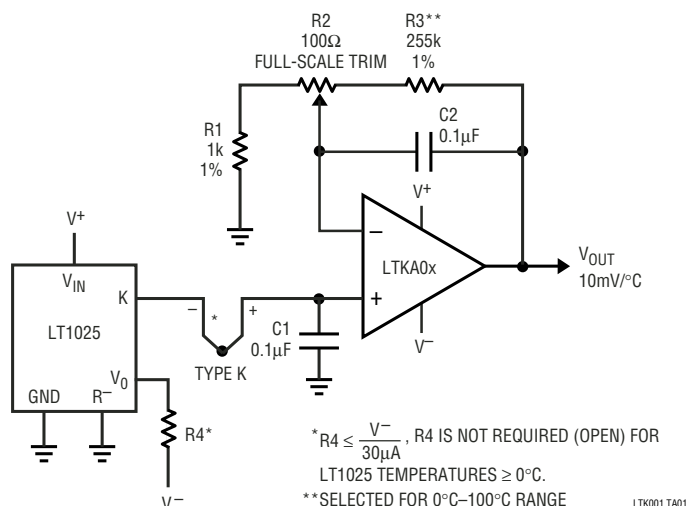 R2
100Ω
FULL-SCALE TRIM
R3**
255k
1%
R1
1k
1%
C2
0.1µF
V+
V+
VIN
K
LT1025
V0
GND
R–
R4*
V–
– * +
TYPE K
C1
0.1µF
–
+
LTKA0x
V–
VOUT
10mV/°C
*R4 ≤ V–/30µA, R4 IS NOT REQUIRED (OPEN) FOR
LT1025 TEMPERATURES ≥ 0°C.
**SELECTED FOR 0°C–100°C RANGE
LTK001 TA01